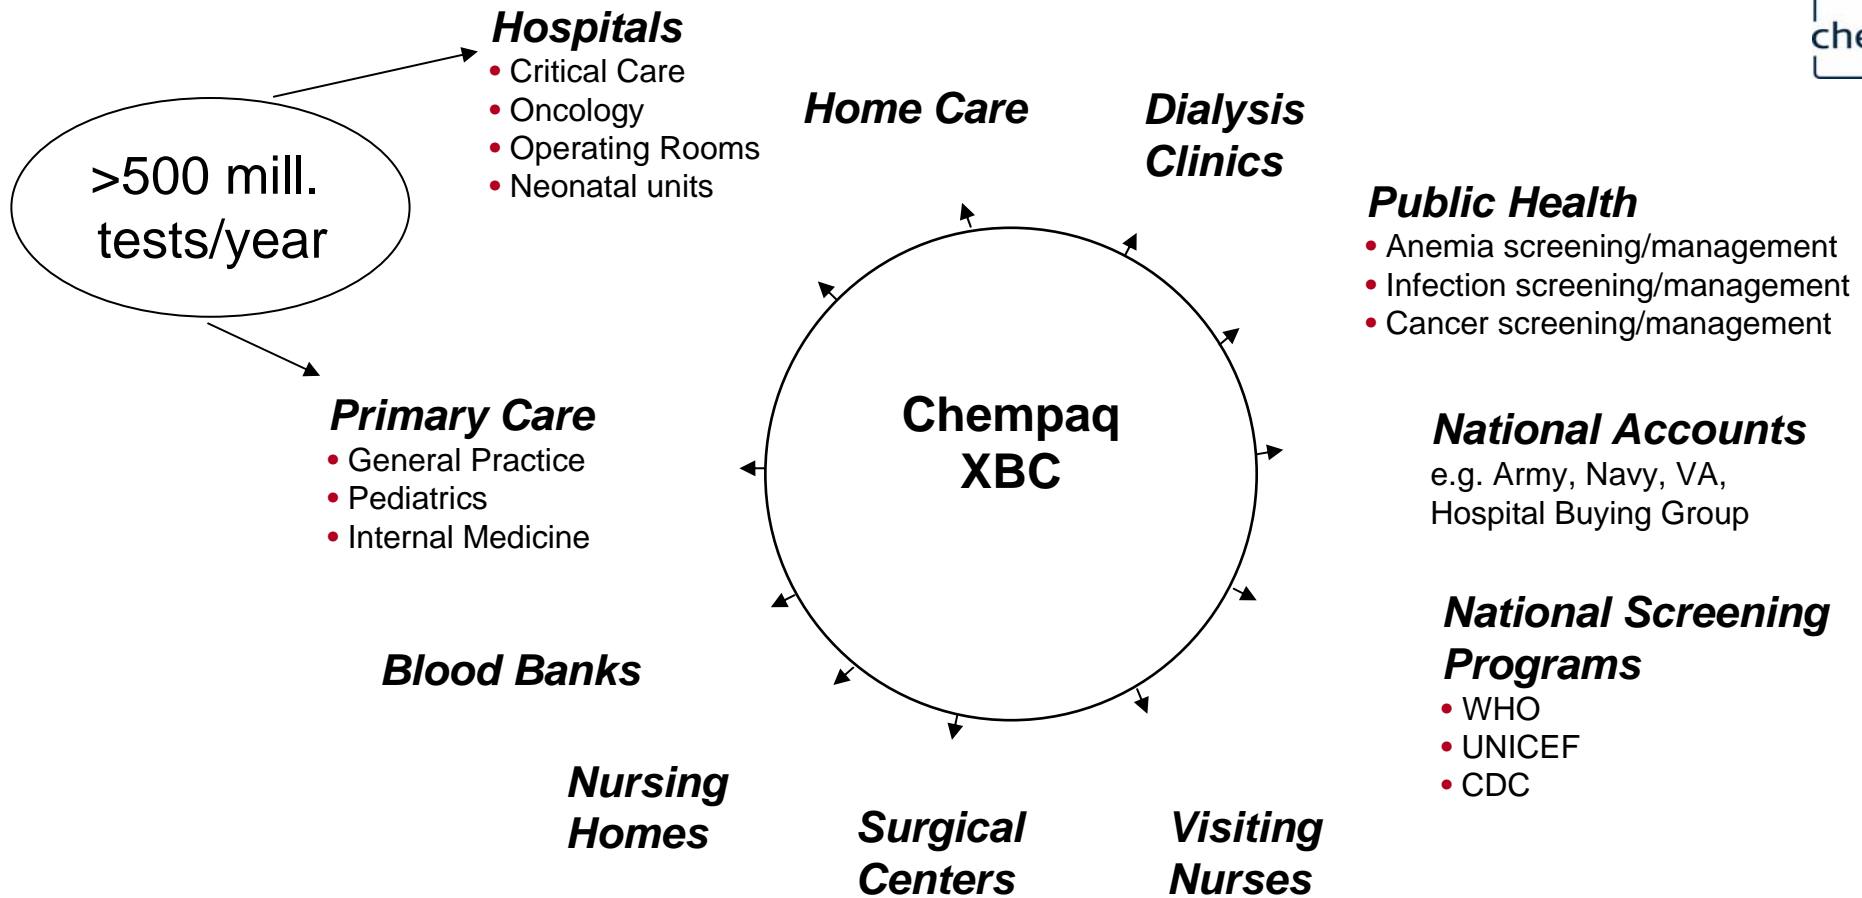 Hospitals
• Critical Care
• Oncology
• Operating Rooms
• Neonatal units
>500 mill.
tests/year
Home Care
Dialysis
Clinics
Public Health
• Anemia screening/management
• Infection screening/management
• Cancer screening/management
Primary Care
• General Practice
• Pediatrics
• Internal Medicine
Chempaq
XBC
National Accounts
e.g. Army, Navy, VA,
Hospital Buying Group
National Screening
Programs
• WHO
• UNICEF
• CDC
Blood Banks
Nursing
Homes
Surgical
Centers
Visiting
Nurses